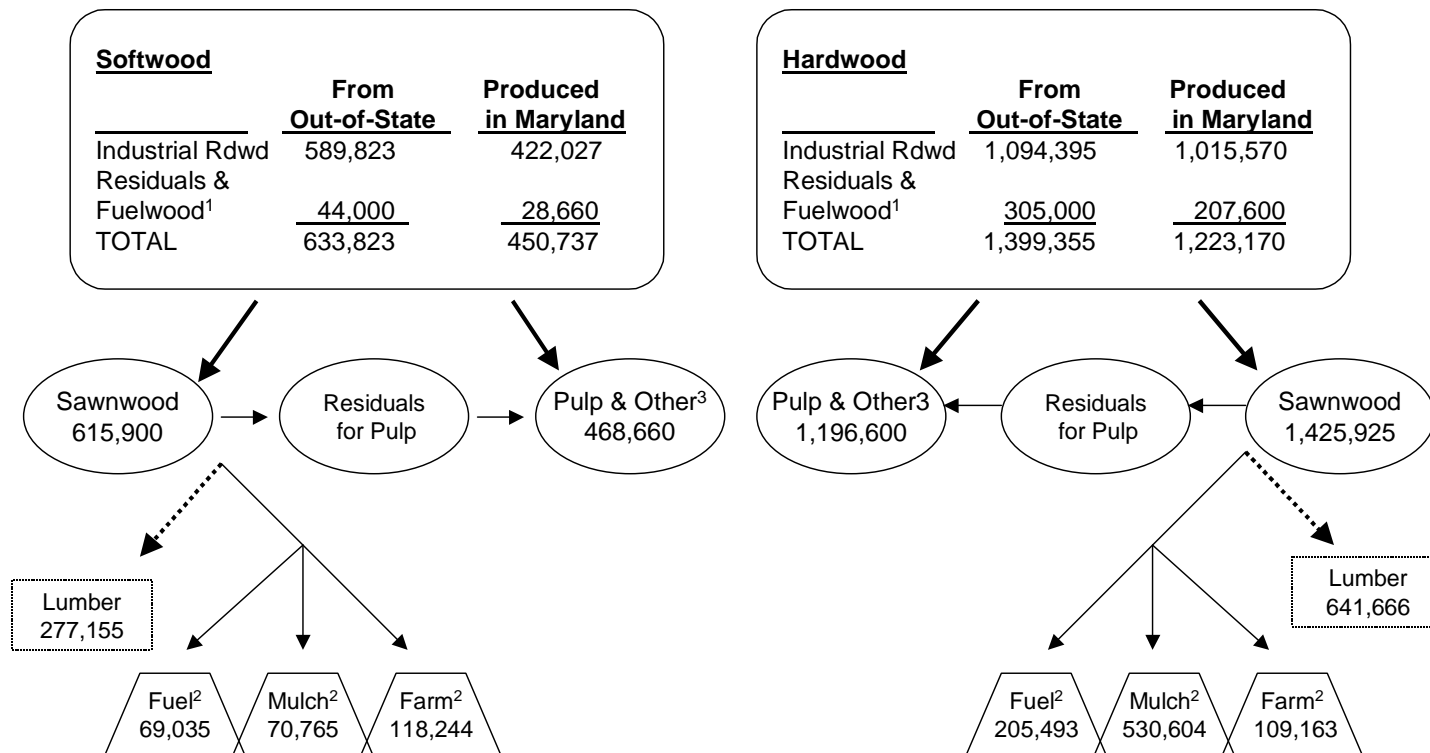 Softwood
From Produced
Out-of-State in Maryland
Industrial Rdwd 589,823 422,027
Residuals &
Fuelwood¹ 44,000 28,660
TOTAL 633,823 450,737
Hardwood
From Produced
Out-of-State in Maryland
Industrial Rdwd 1,094,395 1,015,570
Residuals &
Fuelwood¹ 305,000 207,600
TOTAL 1,399,355 1,223,170
Sawnwood
615,900
Residuals
for Pulp
Pulp & Other³
468,660
Pulp & Other3
1,196,600
Residuals
for Pulp
Sawnwood
1,425,925
Lumber
277,155
Lumber
641,666
Fuel²
69,035
Mulch²
70,765
Farm²
118,244
Fuel²
205,493
Mulch²
530,604
Farm²
109,163